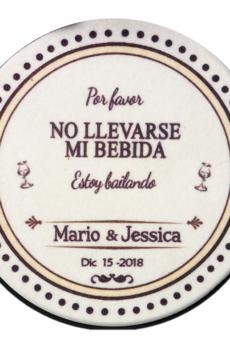 Por favor
NO LLEVARSE
MI BEBIDA
Estoy bailando
Mario & Jessica
Dic 15 -2018